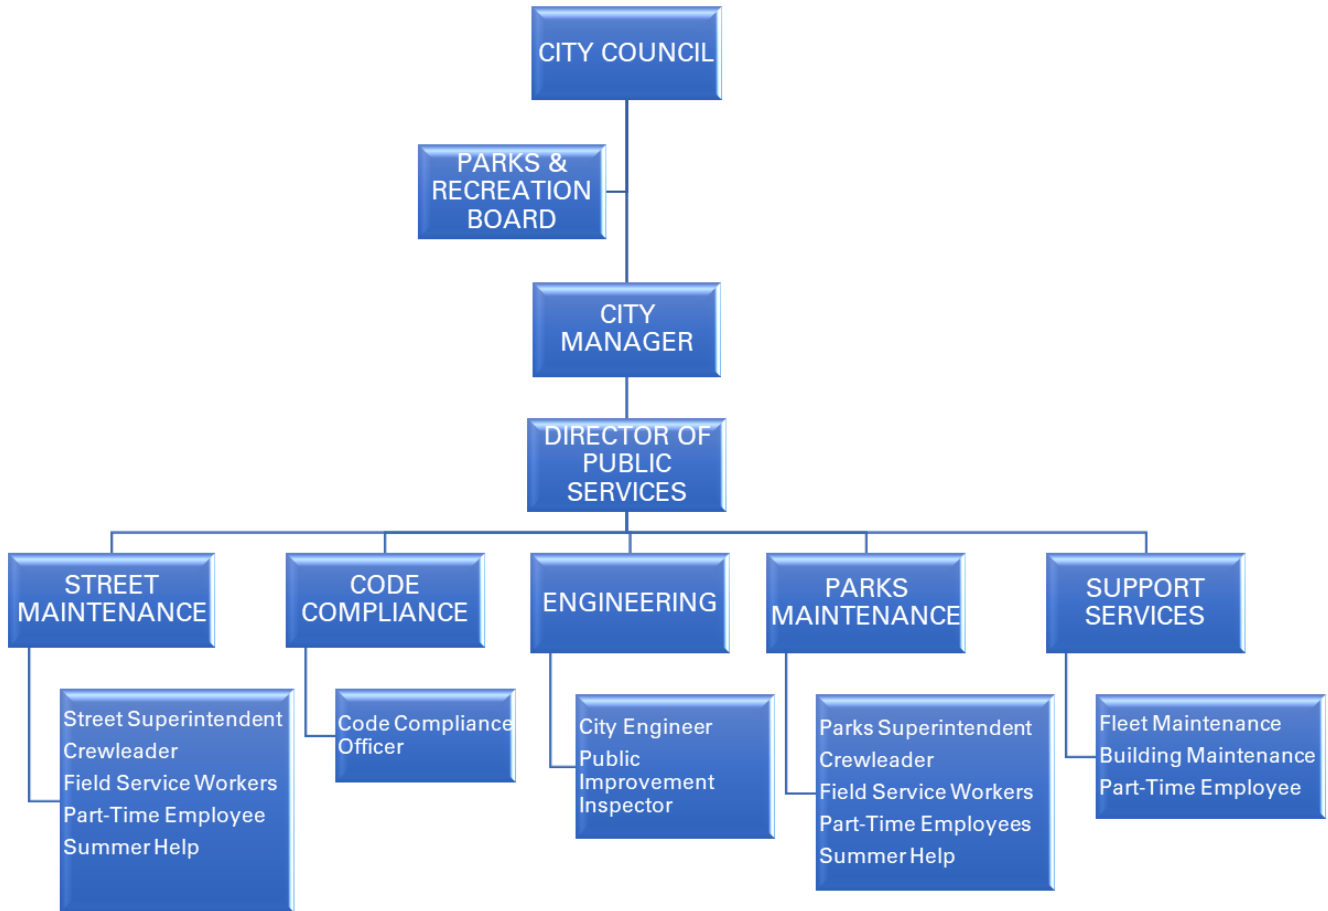 CITY COUNCIL
PARKS &
RECREATION
BOARD
CITY
MANAGER
DIRECTOR OF
PUBLIC
SERVICES
STREET
MAINTENANCE
CODE
COMPLIANCE
ENGINEERING
PARKS
MAINTENANCE
SUPPORT
SERVICES
Street Superintendent
Crewleader
Field Service Workers
Part-Time Employee
Summer Help
Code Compliance
Officer
City Engineer
Public
Improvement
Inspector
Parks Superintendent
Crewleader
Field Service Workers
Part-Time Employees
Summer Help
Fleet Maintenance
Building Maintenance
Part-Time Employee